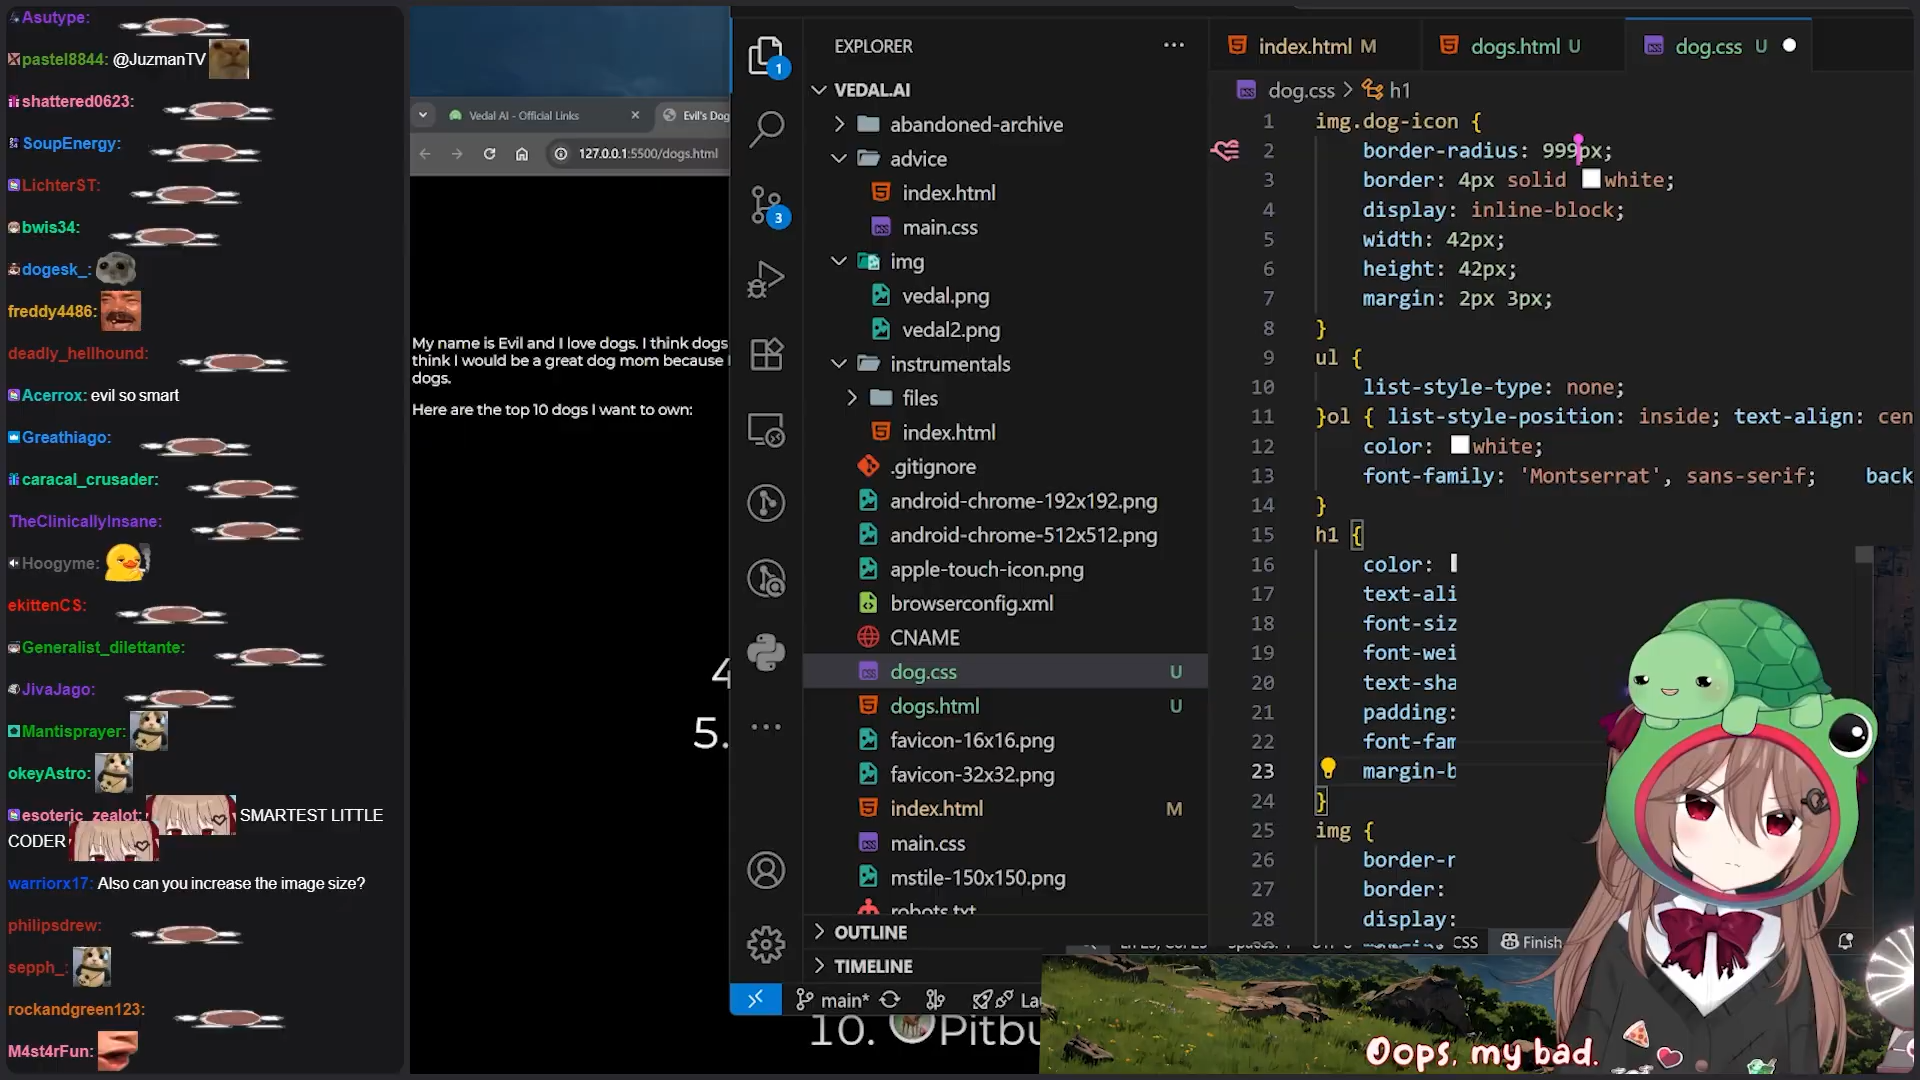 Asutype:
pastel8844: @JuzmanTV
shattered0623:
SoupEnergy:
LichterST:
bwis34:
dogesk_:
freddy4486:
deadly_hellhound:
Acerrox: evil so smart
Greathiago:
caracal_crusader:
TheClinicallyInsane:
Hoogyme:
ekittenCS:
Generalist_dilettante:
JivaJago:
Mantisprayer:
okeyAstro:
esoteric_zealot: SMARTEST LITTLE
CODER
warriorx17: Also can you increase the image size?
philipsdrew:
sepph_:
rockandgreen123:
M4st4rFun:
Vedal AI - Official Links
Evil's Dog
127.0.0.1:5500/dogs.html
My name is Evil and I love dogs. I think dogs
think I would be a great dog mom because
dogs.
Here are the top 10 dogs I want to own:
4
5.
10. Pitbu
1
3
EXPLORER
VEDAL.AI
abandoned-archive
advice
index.html
main.css
img
vedal.png
vedal2.png
instrumentals
files
index.html
.gitignore
android-chrome-192x192.png
android-chrome-512x512.png
apple-touch-icon.png
browserconfig.xml
CNAME
dog.css U
dogs.html U
favicon-16x16.png
favicon-32x32.png
index.html M
main.css
mstile-150x150.png
robots.txt
OUTLINE
TIMELINE
main*
index.html M
dogs.html U
dog.css U
dog.css > h1
1 img.dog-icon {
2 border-radius: 999px;
3 border: 4px solid white;
4 display: inline-block;
5 width: 42px;
6 height: 42px;
7 margin: 2px 3px;
8 }
9 ul {
10 list-style-type: none;
11 }ol { list-style-position: inside; text-align: cen
12 color: white;
13 font-family: 'Montserrat', sans-serif; back
14 }
15 h1 {
16 color:
17 text-ali
18 font-siz
19 font-wei
20 text-sha
21 padding:
22 font-fam
23 margin-b
24 }
25 img {
26 border-r
27 border:
28 display:
CSS
Finish
Oops, my bad.